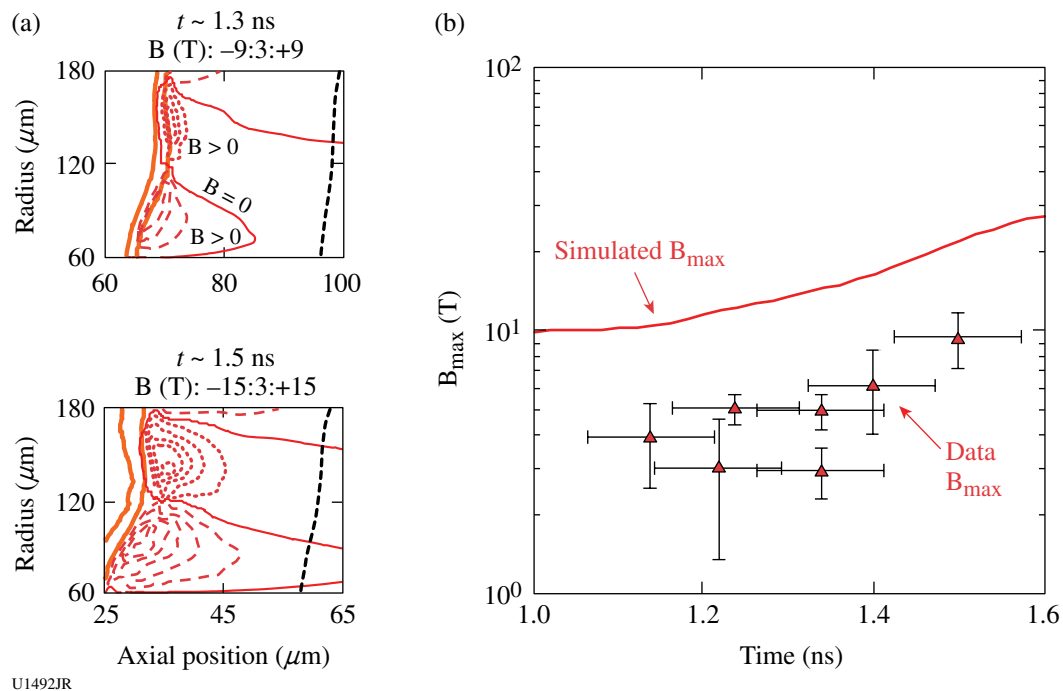 (a)
t ~ 1.3 ns
B (T): –9:3:+9
180
120
60
Radius (μm)
B > 0
B = 0
B > 0
60
80
100
t ~ 1.5 ns
B (T): –15:3:+15
180
120
60
Radius (μm)
25
45
65
Axial position (μm)
(b)
10²
10¹
10⁰
B_max (T)
Simulated B_max
Data
B_max
1.0
1.2
1.4
1.6
Time (ns)
U1492JR